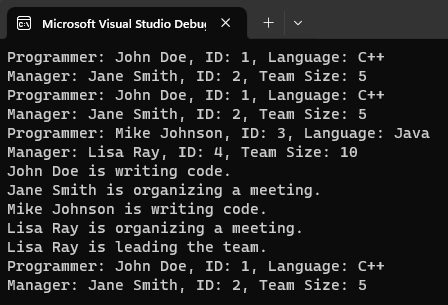 Microsoft Visual Studio Debu
Programmer: John Doe, ID: 1, Language: C++
Manager: Jane Smith, ID: 2, Team Size: 5
Programmer: John Doe, ID: 1, Language: C++
Manager: Jane Smith, ID: 2, Team Size: 5
Programmer: Mike Johnson, ID: 3, Language: Java
Manager: Lisa Ray, ID: 4, Team Size: 10
John Doe is writing code.
Jane Smith is organizing a meeting.
Mike Johnson is writing code.
Lisa Ray is organizing a meeting.
Lisa Ray is leading the team.
Programmer: John Doe, ID: 1, Language: C++
Manager: Jane Smith, ID: 2, Team Size: 5